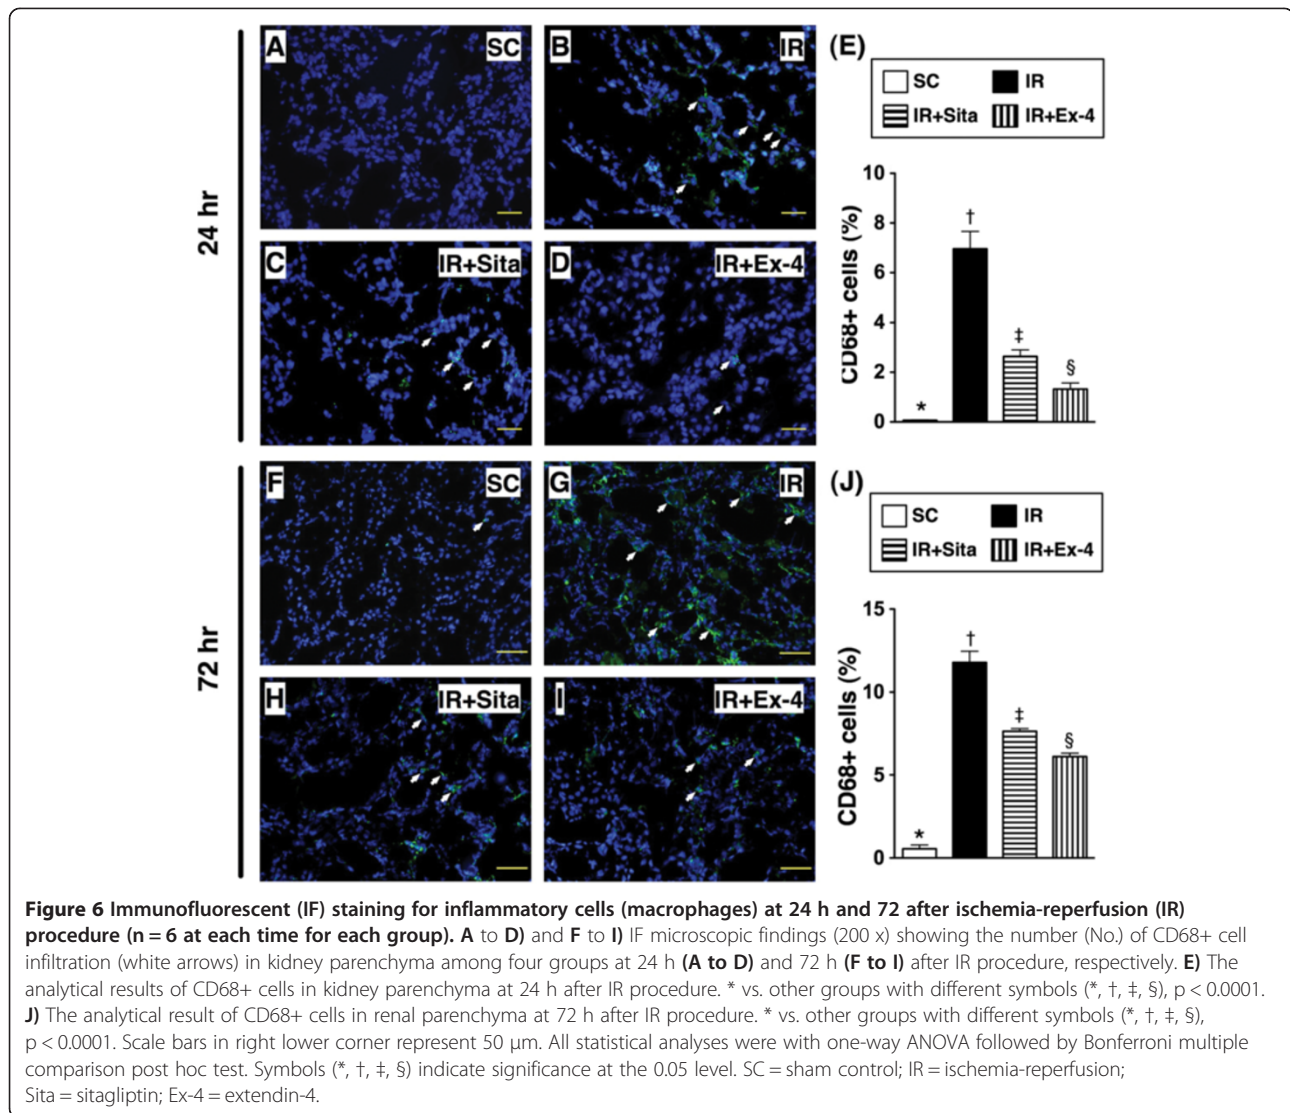 24 hr
A SC
B IR
C IR+Sita
D IR+Ex-4
(E)
SC IR
IR+Sita IR+Ex-4
CD68+ cells (%)
10
8
6
4
2
0
* † ‡ §
72 hr
F SC
G IR
H IR+Sita
I IR+Ex-4
(J)
SC IR
IR+Sita IR+Ex-4
CD68+ cells (%)
15
10
5
0
* † ‡ §
Figure 6 Immunofluorescent (IF) staining for inflammatory cells (macrophages) at 24 h and 72 after ischemia-reperfusion (IR)
procedure (n = 6 at each time for each group). A to D) and F to I) IF microscopic findings (200 x) showing the number (No.) of CD68+ cell
infiltration (white arrows) in kidney parenchyma among four groups at 24 h (A to D) and 72 h (F to I) after IR procedure, respectively. E) The
analytical results of CD68+ cells in kidney parenchyma at 24 h after IR procedure. * vs. other groups with different symbols (*, †, ‡, §), p < 0.0001.
J) The analytical result of CD68+ cells in renal parenchyma at 72 h after IR procedure. * vs. other groups with different symbols (*, †, ‡, §),
p < 0.0001. Scale bars in right lower corner represent 50 μm. All statistical analyses were with one-way ANOVA followed by Bonferroni multiple
comparison post hoc test. Symbols (*, †, ‡, §) indicate significance at the 0.05 level. SC = sham control; IR = ischemia-reperfusion;
Sita = sitagliptin; Ex-4 = extendin-4.